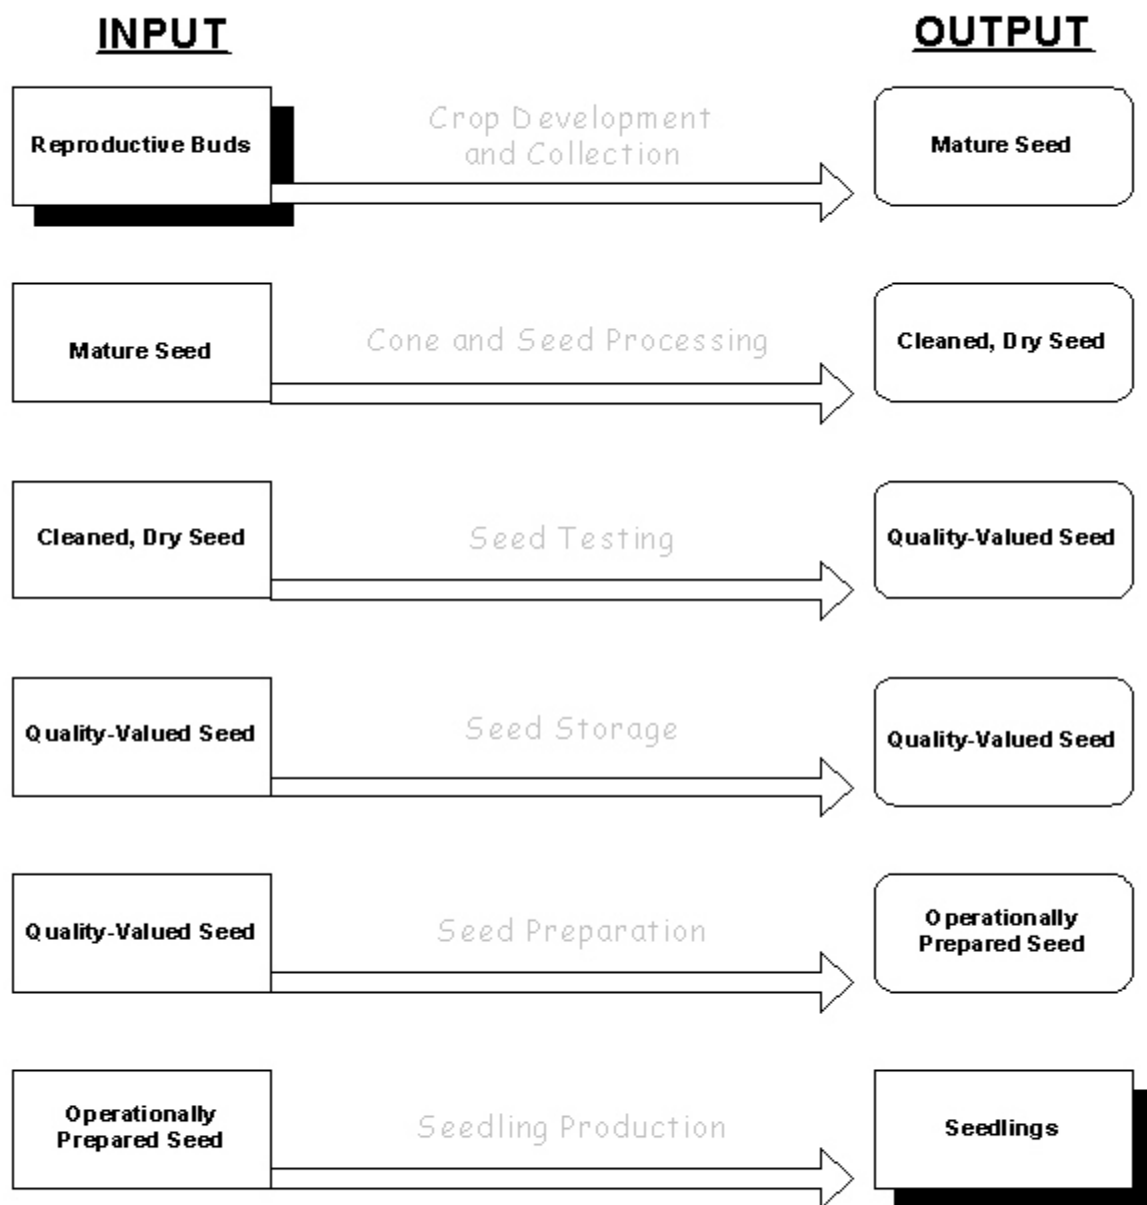 INPUT
OUTPUT
Reproductive Buds
Crop Development
and Collection
Mature Seed
Mature Seed
Cone and Seed Processing
Cleaned, Dry Seed
Cleaned, Dry Seed
Seed Testing
Quality-Valued Seed
Quality-Valued Seed
Seed Storage
Quality-Valued Seed
Quality-Valued Seed
Seed Preparation
Operationally
Prepared Seed
Operationally
Prepared Seed
Seedling Production
Seedlings